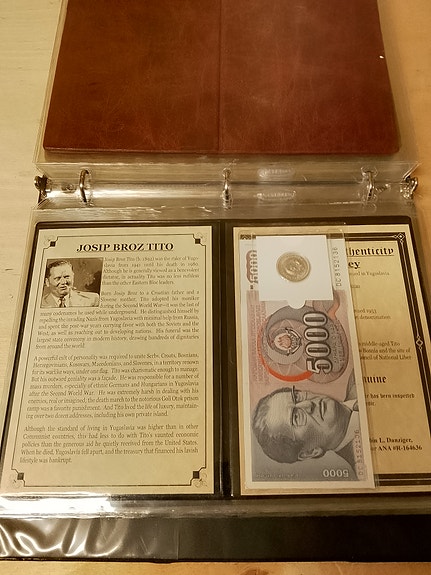 JOSIP BROZ TITO
Josip Broz Tito (b. 1892) was the ruler of Yugo-
slavia from 1945 until his death in 1980.
Although he is generally viewed as a benevolent
dictator, in actuality, Tito was no less ruthless
than the other Eastern Bloc leaders.
Born Josip Broz to a Croatian father and a
Slovene mother, Tito adopted his moniker
during the Second World War—it was the last of
many codenames he used while underground. He distinguished himself by
expelling the invading Nazis from Yugoslavia with nominal help from Russia,
and spent the post-war years currying favor with both the Soviets and the
West, as well as reaching out to developing nations. His funeral was the
largest state ceremony in modern history, drawing hundreds of dignitaries
from around the world.
A powerful cult of personality was required to unite Serbs, Croats, Bosnians,
Herzegovinans, Kosovars, Macedonians, and Slovenes, in a territory renown
for its warlike ways, under one flag. Tito was charismatic enough to manage.
But his outward geniality was a façade. He was responsible for a number of
mass murders, especially of ethnic Germans and Hungarians in Yugoslavia
after the Second World War. He was extremely harsh in dealing with his
enemies, real or imagined; the death march to the notorious Goli Otok prison
camp was a favorite punishment. And Tito lived the life of luxury, maintain-
ing over two dozen addresses, including his own private island.
Although the standard of living in Yugoslavia was higher than in other
Communist countries, this had less to do with Tito's vaunted economic
policies than the generous aid he quietly received from the United States.
When he died, Yugoslavia fell apart, and the treasury that financed his lavish
lifestyle was bankrupt.
5000
5000
5000
uthenticity
ey
in Yugoslavia
1953
denomination
middle-aged Tito
Bosnia and the site of
council of National Liber
nuine
has been inspected
L. Danziger,
ANA #R-164636